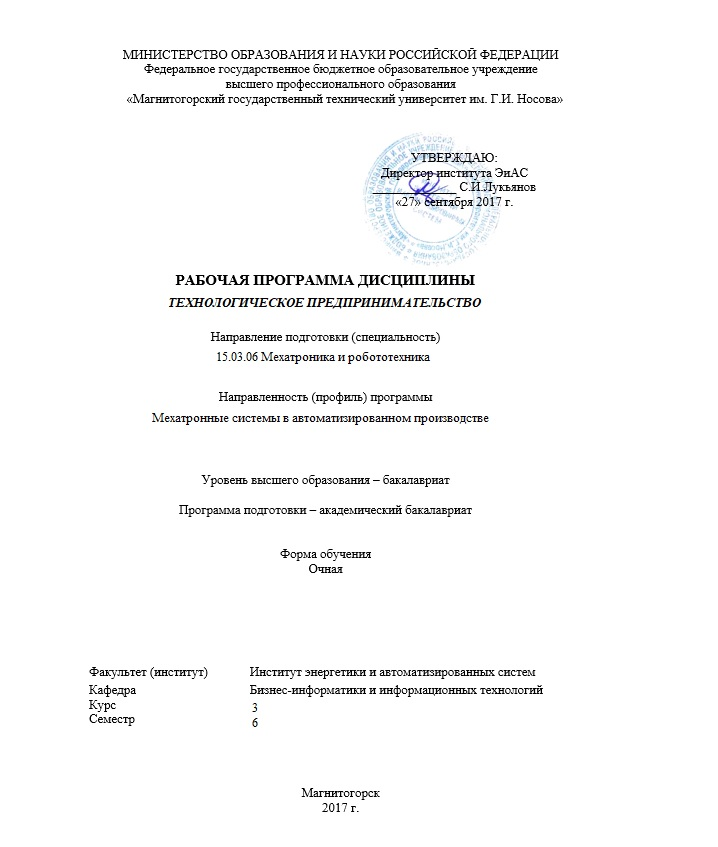 МИНИСТЕРСТВО ОБРАЗОВАНИЯ И НАУКИ РОССИЙСКОЙ ФЕДЕРАЦИИ
Федеральное государственное бюджетное образовательное учреждение
высшего профессионального образования
«Магнитогорский государственный технический университет им. Г.И. Носова»
УТВЕРЖДАЮ:
Директор института ЭиАС
_____________ С.И.Лукьянов
«27» сентября 2017 г.
РАБОЧАЯ ПРОГРАММА ДИСЦИПЛИНЫ
ТЕХНОЛОГИЧЕСКОЕ ПРЕДПРИНИМАТЕЛЬСТВО
Направление подготовки (специальность)
15.03.06 Мехатроника и робототехника
Направленность (профиль) программы
Мехатронные системы в автоматизированном производстве
Уровень высшего образования – бакалавриат
Программа подготовки – академический бакалавриат
Форма обучения
Очная
Факультет (институт) Институт энергетики и автоматизированных систем
Кафедра Бизнес-информатики и информационных технологий
Курс 3
Семестр 6
Магнитогорск
2017 г.